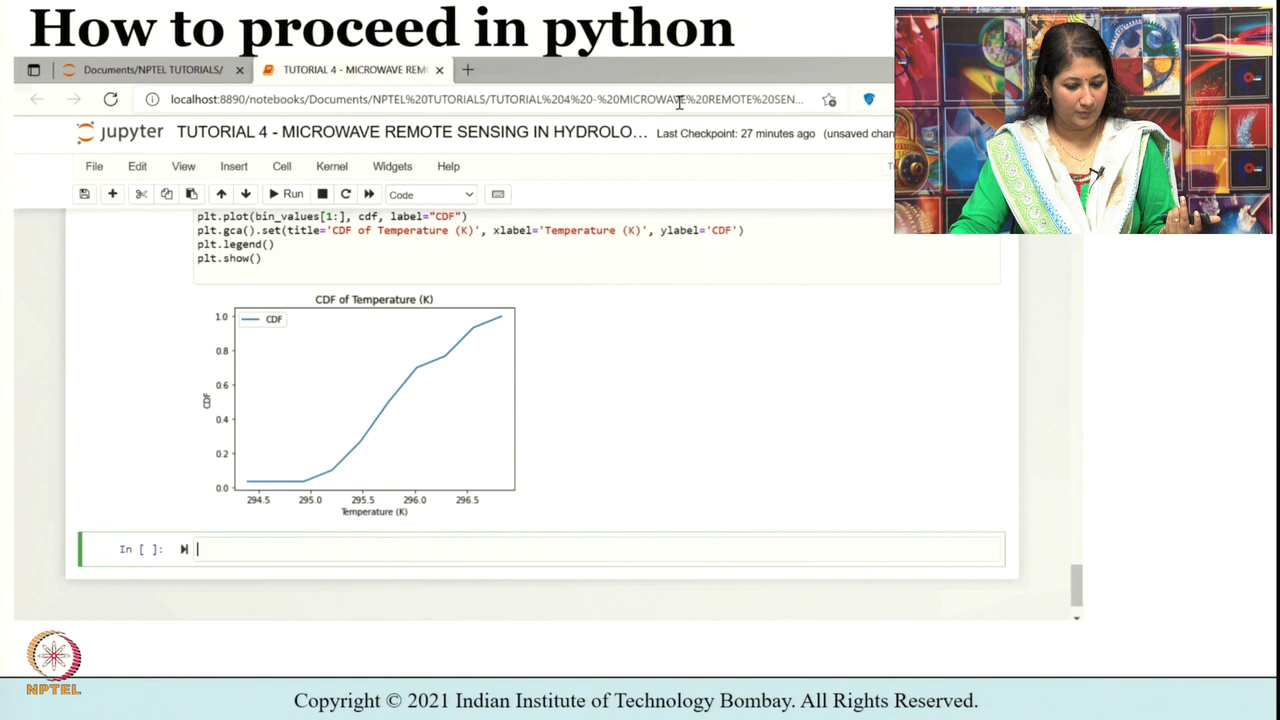 How to proceed in python
Documents/NPTEL TUTORIALS/
TUTORIAL 4 - MICROWAVE REM
localhost:8890/notebooks/Documents/NPTEL%20TUTORIALS/TUTORIAL%204%20-%20MICROWAVE%20REMOTE%20SEN...
jupyter TUTORIAL 4 - MICROWAVE REMOTE SENSING IN HYDROLO... Last Checkpoint: 27 minutes ago (unsaved chan
File Edit View Insert Cell Kernel Widgets Help
Run Code
plt.plot(bin_values[1:], cdf, label="CDF")
plt.gca().set(title='CDF of Temperature (K)', xlabel='Temperature (K)', ylabel='CDF')
plt.legend()
plt.show()
CDF of Temperature (K)
CDF
1.0
0.8
0.6
0.4
0.2
0.0
CDF
294.5 295.0 295.5 296.0 296.5
Temperature (K)
In [ ]:
NPTEL
Copyright © 2021 Indian Institute of Technology Bombay. All Rights Reserved.